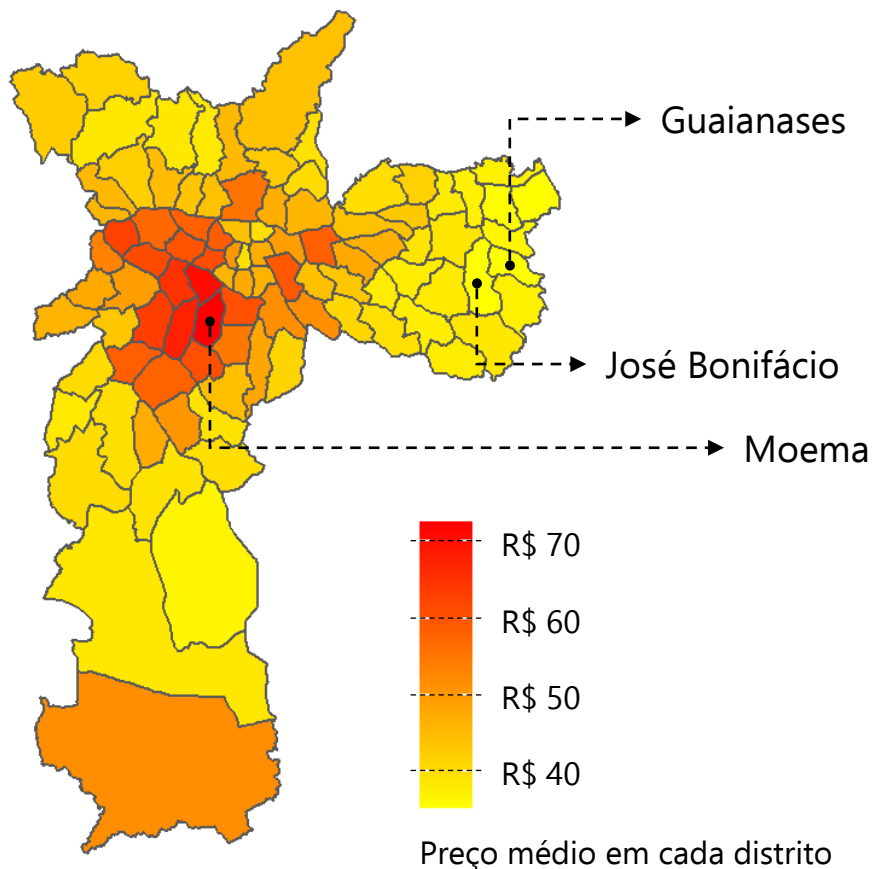 Guaianases
José Bonifácio
Moema
R$ 70
R$ 60
R$ 50
R$ 40
Preço médio em cada distrito